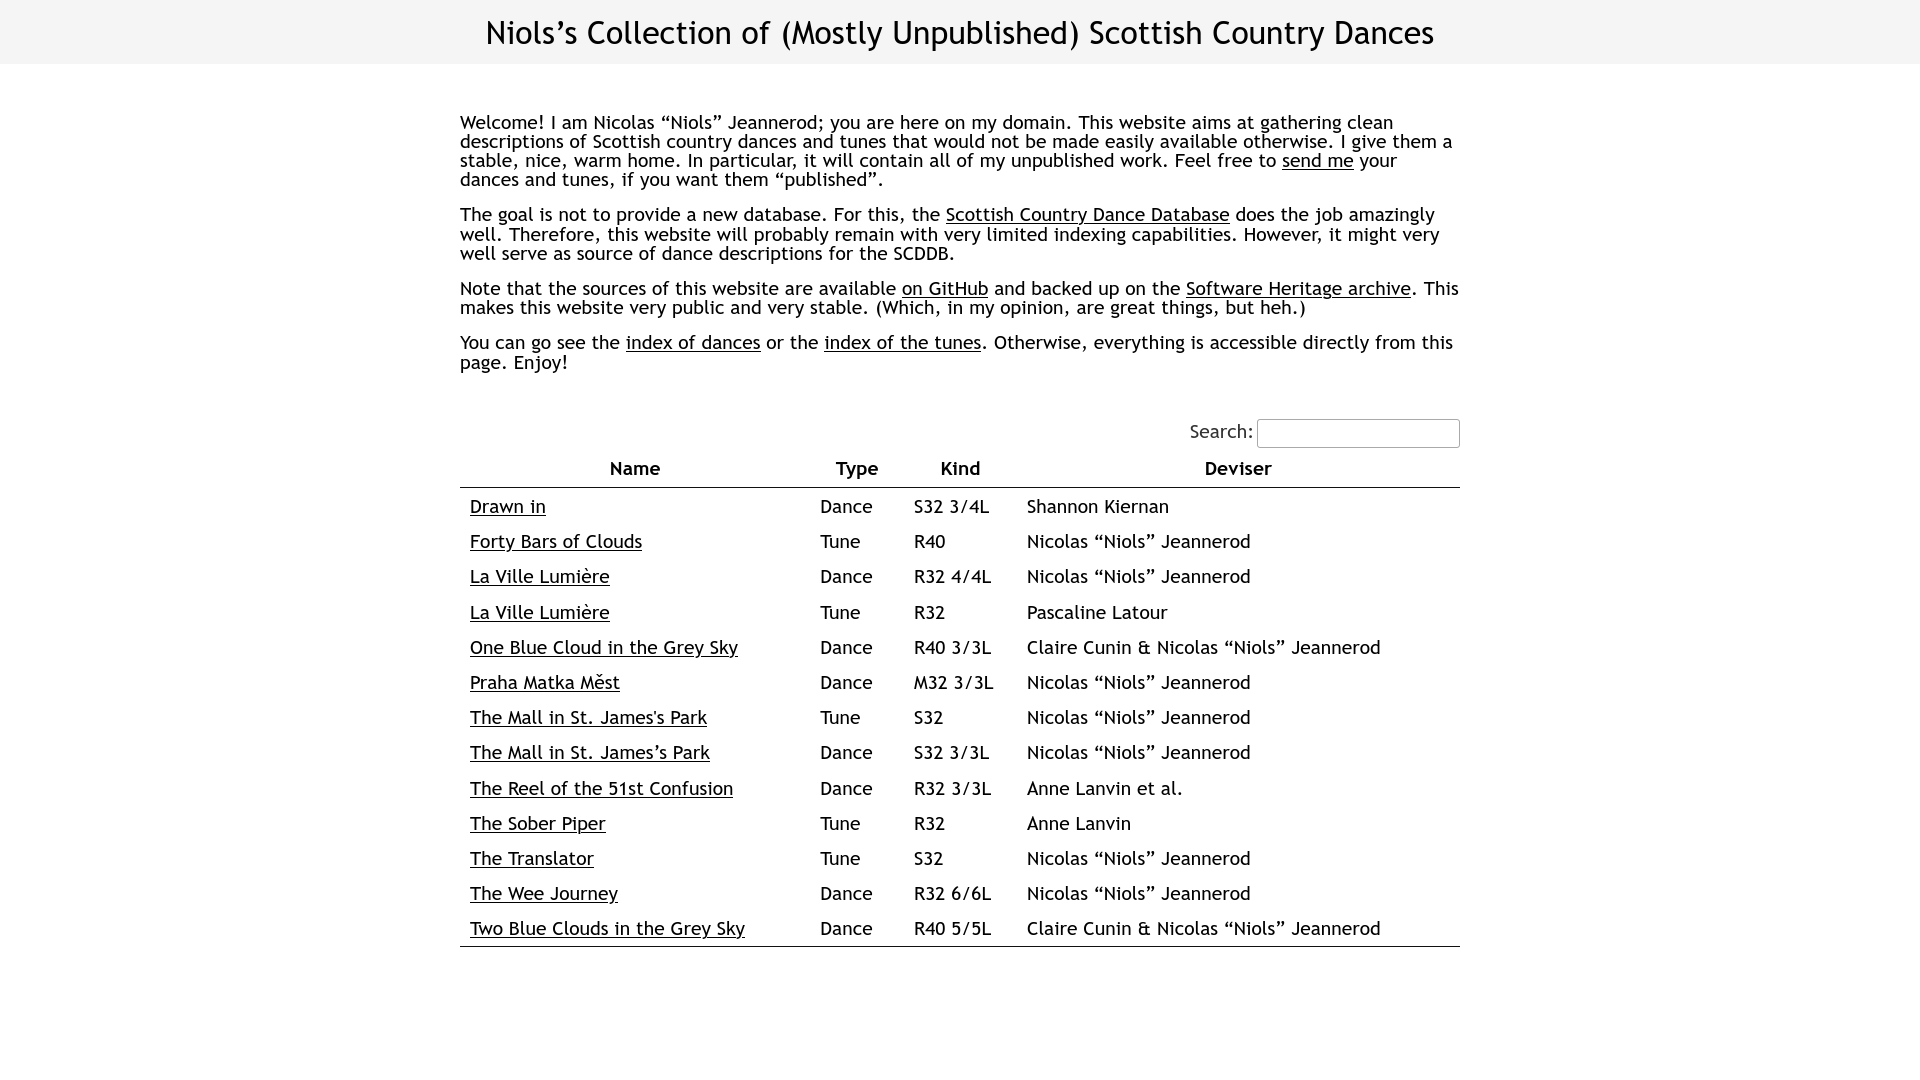 Niols’s Collection of (Mostly Unpublished) Scottish Country Dances
Welcome! I am Nicolas “Niols” Jeannerod; you are here on my domain. This website aims at gathering clean
descriptions of Scottish country dances and tunes that would not be made easily available otherwise. I give them a
stable, nice, warm home. In particular, it will contain all of my unpublished work. Feel free to send me your
dances and tunes, if you want them “published”.
The goal is not to provide a new database. For this, the Scottish Country Dance Database does the job amazingly
well. Therefore, this website will probably remain with very limited indexing capabilities. However, it might very
well serve as source of dance descriptions for the SCDDB.
Note that the sources of this website are available on GitHub and backed up on the Software Heritage archive. This
makes this website very public and very stable. (Which, in my opinion, are great things, but heh.)
You can go see the index of dances or the index of the tunes. Otherwise, everything is accessible directly from this
page. Enjoy!
Search:
Name Type Kind Deviser
Drawn in Dance S32 3/4L Shannon Kiernan
Forty Bars of Clouds Tune R40 Nicolas “Niols” Jeannerod
La Ville Lumière Dance R32 4/4L Nicolas “Niols” Jeannerod
La Ville Lumière Tune R32 Pascaline Latour
One Blue Cloud in the Grey Sky Dance R40 3/3L Claire Cunin & Nicolas “Niols” Jeannerod
Praha Matka Měst Dance M32 3/3L Nicolas “Niols” Jeannerod
The Mall in St. James's Park Tune S32 Nicolas “Niols” Jeannerod
The Mall in St. James’s Park Dance S32 3/3L Nicolas “Niols” Jeannerod
The Reel of the 51st Confusion Dance R32 3/3L Anne Lanvin et al.
The Sober Piper Tune R32 Anne Lanvin
The Translator Tune S32 Nicolas “Niols” Jeannerod
The Wee Journey Dance R32 6/6L Nicolas “Niols” Jeannerod
Two Blue Clouds in the Grey Sky Dance R40 5/5L Claire Cunin & Nicolas “Niols” Jeannerod